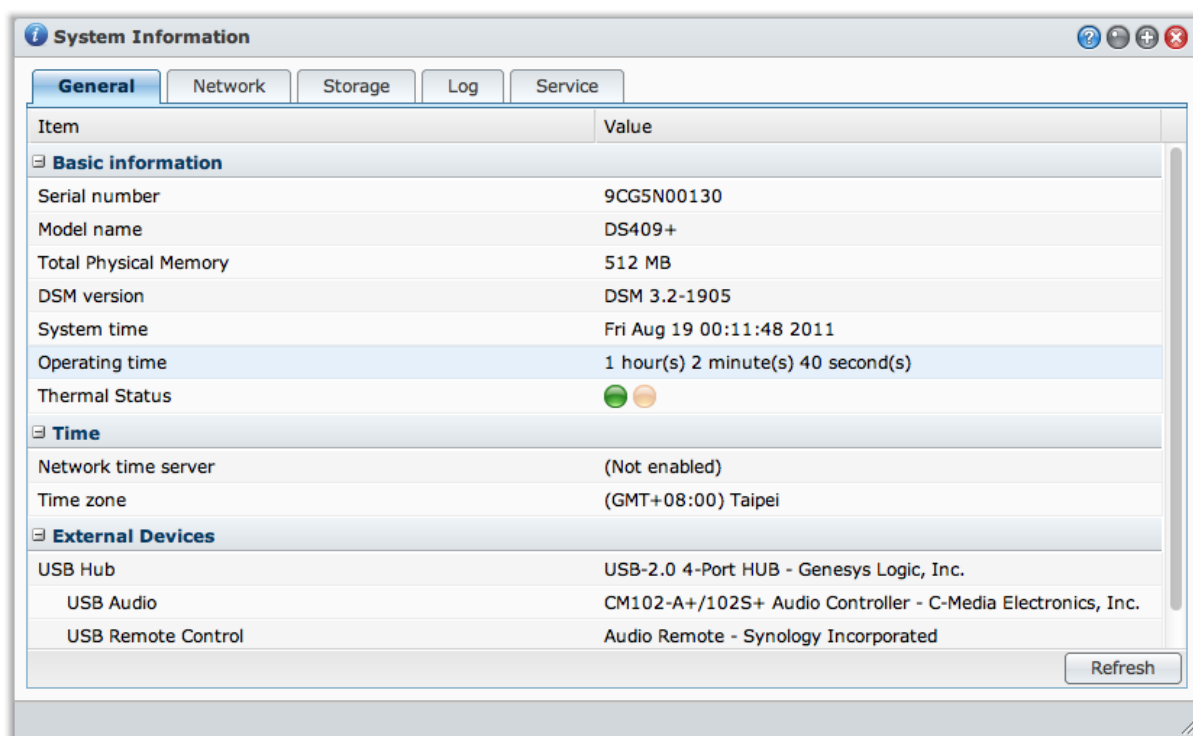 System Information
General Network Storage Log Service
Item Value
Basic information
Serial number 9CG5N00130
Model name DS409+
Total Physical Memory 512 MB
DSM version DSM 3.2-1905
System time Fri Aug 19 00:11:48 2011
Operating time 1 hour(s) 2 minute(s) 40 second(s)
Thermal Status
Time
Network time server (Not enabled)
Time zone (GMT+08:00) Taipei
External Devices
USB Hub USB-2.0 4-Port HUB - Genesys Logic, Inc.
USB Audio CM102-A+/102S+ Audio Controller - C-Media Electronics, Inc.
USB Remote Control Audio Remote - Synology Incorporated
Refresh